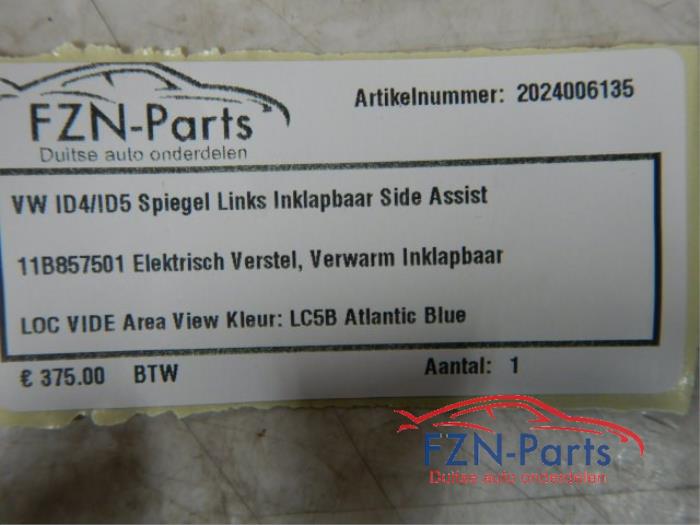 FZN-Parts
Duitse auto onderdelen
Artikelnummer: 2024006135
VW ID4/ID5 Spiegel Links Inklapbaar Side Assist
11B857501 Elektrisch Verstel, Verwarm Inklapbaar
LOC VIDE Area View Kleur: LC5B Atlantic Blue
€ 375.00 BTW
Aantal: 1
FZN-Parts
Duitse auto onderdelen